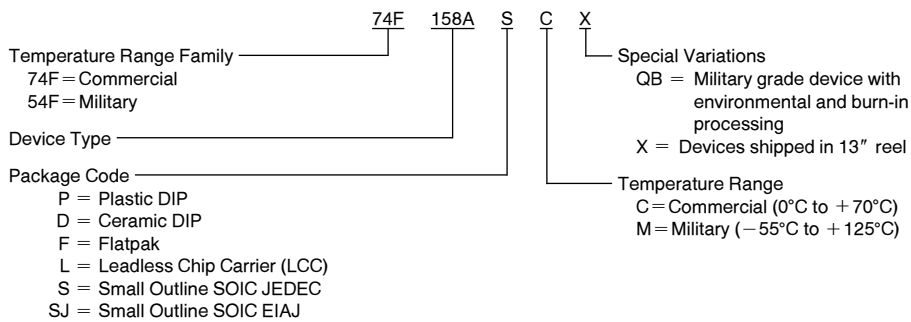 74F 158A S C X
Temperature Range Family
74F=Commercial
54F=Military
Device Type
Package Code
P = Plastic DIP
D = Ceramic DIP
F = Flatpak
L = Leadless Chip Carrier (LCC)
S = Small Outline SOIC JEDEC
SJ = Small Outline SOIC EIAJ
Special Variations
QB = Military grade device with
environmental and burn-in
processing
X = Devices shipped in 13″ reel
Temperature Range
C=Commercial (0°C to +70°C)
M=Military (−55°C to +125°C)